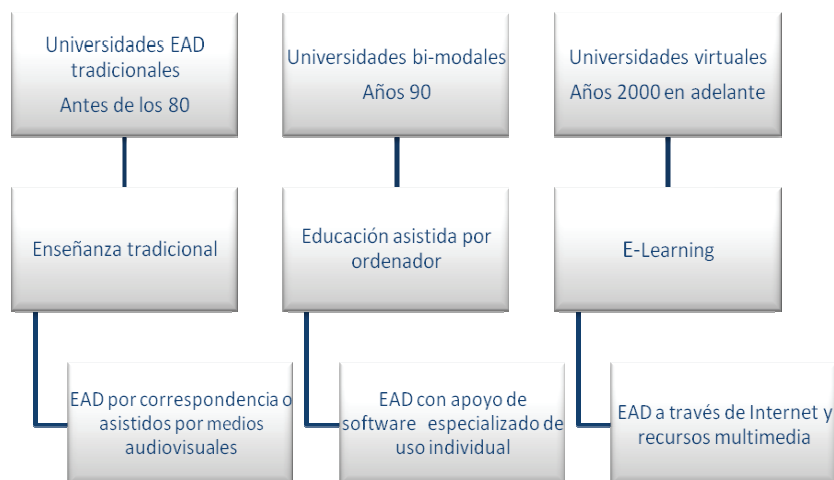 Universidades EAD
tradicionales
Antes de los 80
Enseñanza tradicional
EAD por correspondencia o
asistidos por medios
audiovisuales
Universidades bi-modales
Años 90
Educación asistida por
ordenador
EAD con apoyo de
software especializado de
uso individual
Universidades virtuales
Años 2000 en adelante
E-Learning
EAD a través de Internet y
recursos multimedia